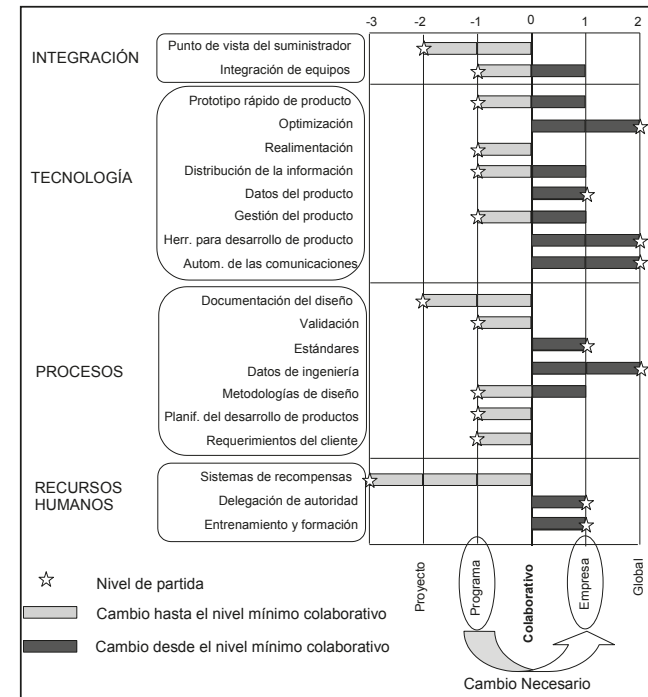 -3 -2 -1 0 1 2
INTEGRACIÓN
Punto de vista del suministrador
Integración de equipos
TECNOLOGÍA
Prototipo rápido de producto
Optimización
Realimentación
Distribución de la información
Datos del producto
Gestión del producto
Herr. para desarrollo de producto
Autom. de las comunicaciones
PROCESOS
Documentación del diseño
Validación
Estándares
Datos de ingeniería
Metodologías de diseño
Planif. del desarrollo de productos
Requerimientos del cliente
RECURSOS
HUMANOS
Sistemas de recompensas
Delegación de autoridad
Entrenamiento y formación
Proyecto
Programa
Colaborativo
Empresa
Global
Nivel de partida
Cambio hasta el nivel mínimo colaborativo
Cambio desde el nivel mínimo colaborativo
Cambio Necesario